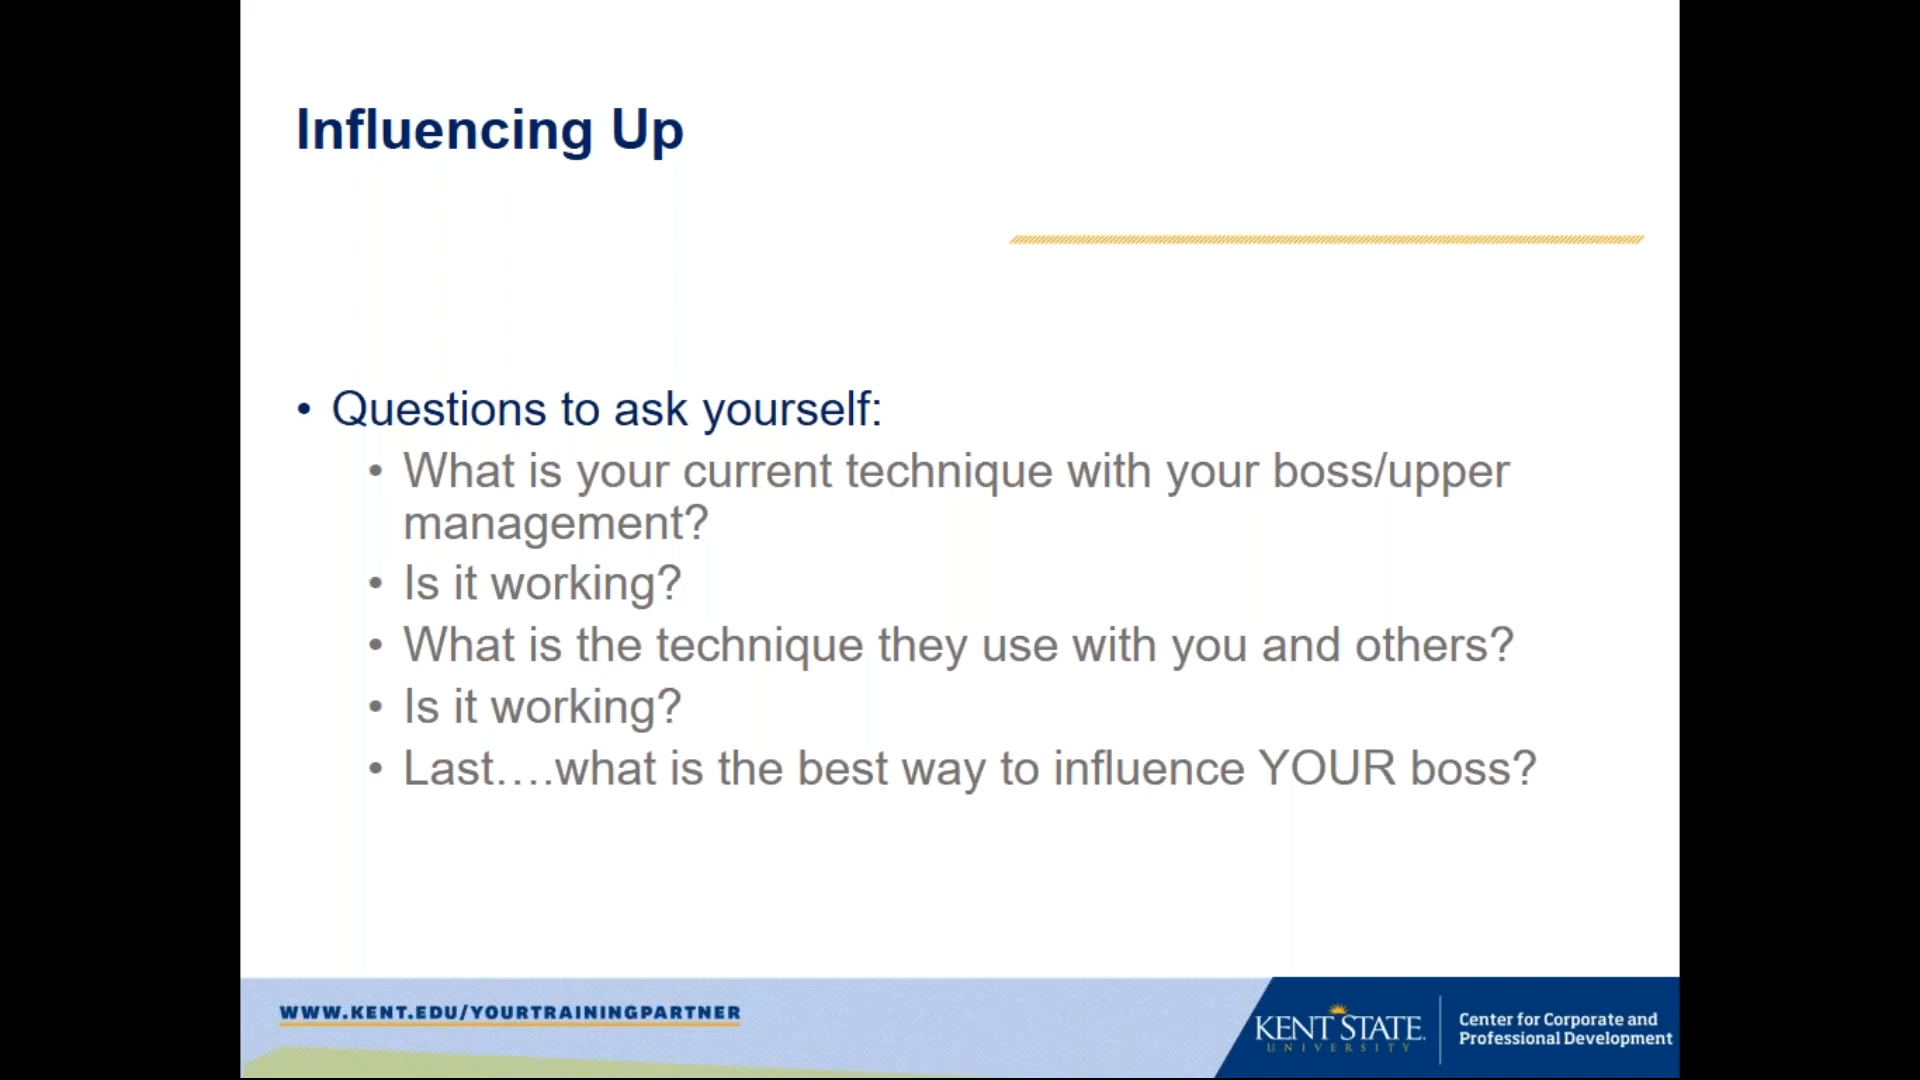 Influencing Up
• Questions to ask yourself:
• What is your current technique with your boss/upper
management?
• Is it working?
• What is the technique they use with you and others?
• Is it working?
• Last....what is the best way to influence YOUR boss?
WWW.KENT.EDU/YOURTRAININGPARTNER
KENT STATE
UNIVERSITY
Center for Corporate and
Professional Development